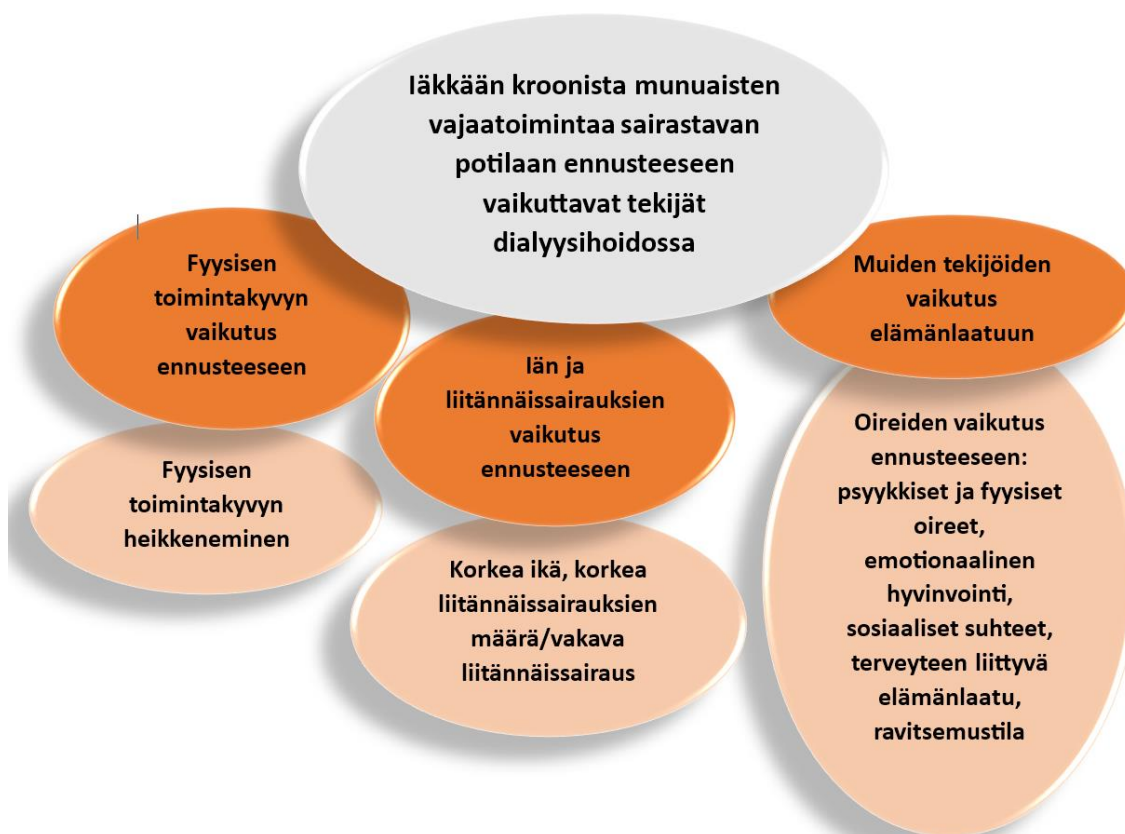 Iäkkään kroonista munuaisten
vajaatoimintaa sairastavan
potilaan ennusteeseen
vaikuttavat tekijät
dialyysihoidossa
Fyysisen
toimintakyvyn
vaikutus
ennusteeseen
Fyysisen
toimintakyvyn
heikkeneminen
Iän ja
liitännäissairauksien
vaikutus
ennusteeseen
Korkea ikä, korkea
liitännäissairauksien
määrä/vakava
liitännäissairaus
Muiden tekijöiden
vaikutus
elämänlaatuun
Oireiden vaikutus
ennusteeseen:
psyykkiset ja fyysiset
oireet,
emotionaalinen
hyvinvointi,
sosiaaliset suhteet,
terveyteen liittyvä
elämänlaatu,
ravitsemustila